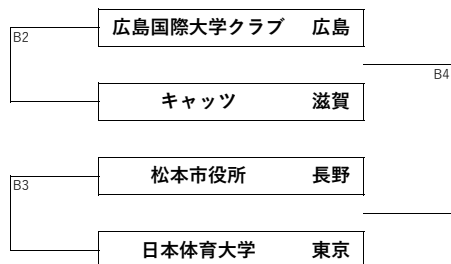 B2
広島国際大学クラブ 広島
B4
キャッツ 滋賀
松本市役所 長野
B3
日本体育大学 東京